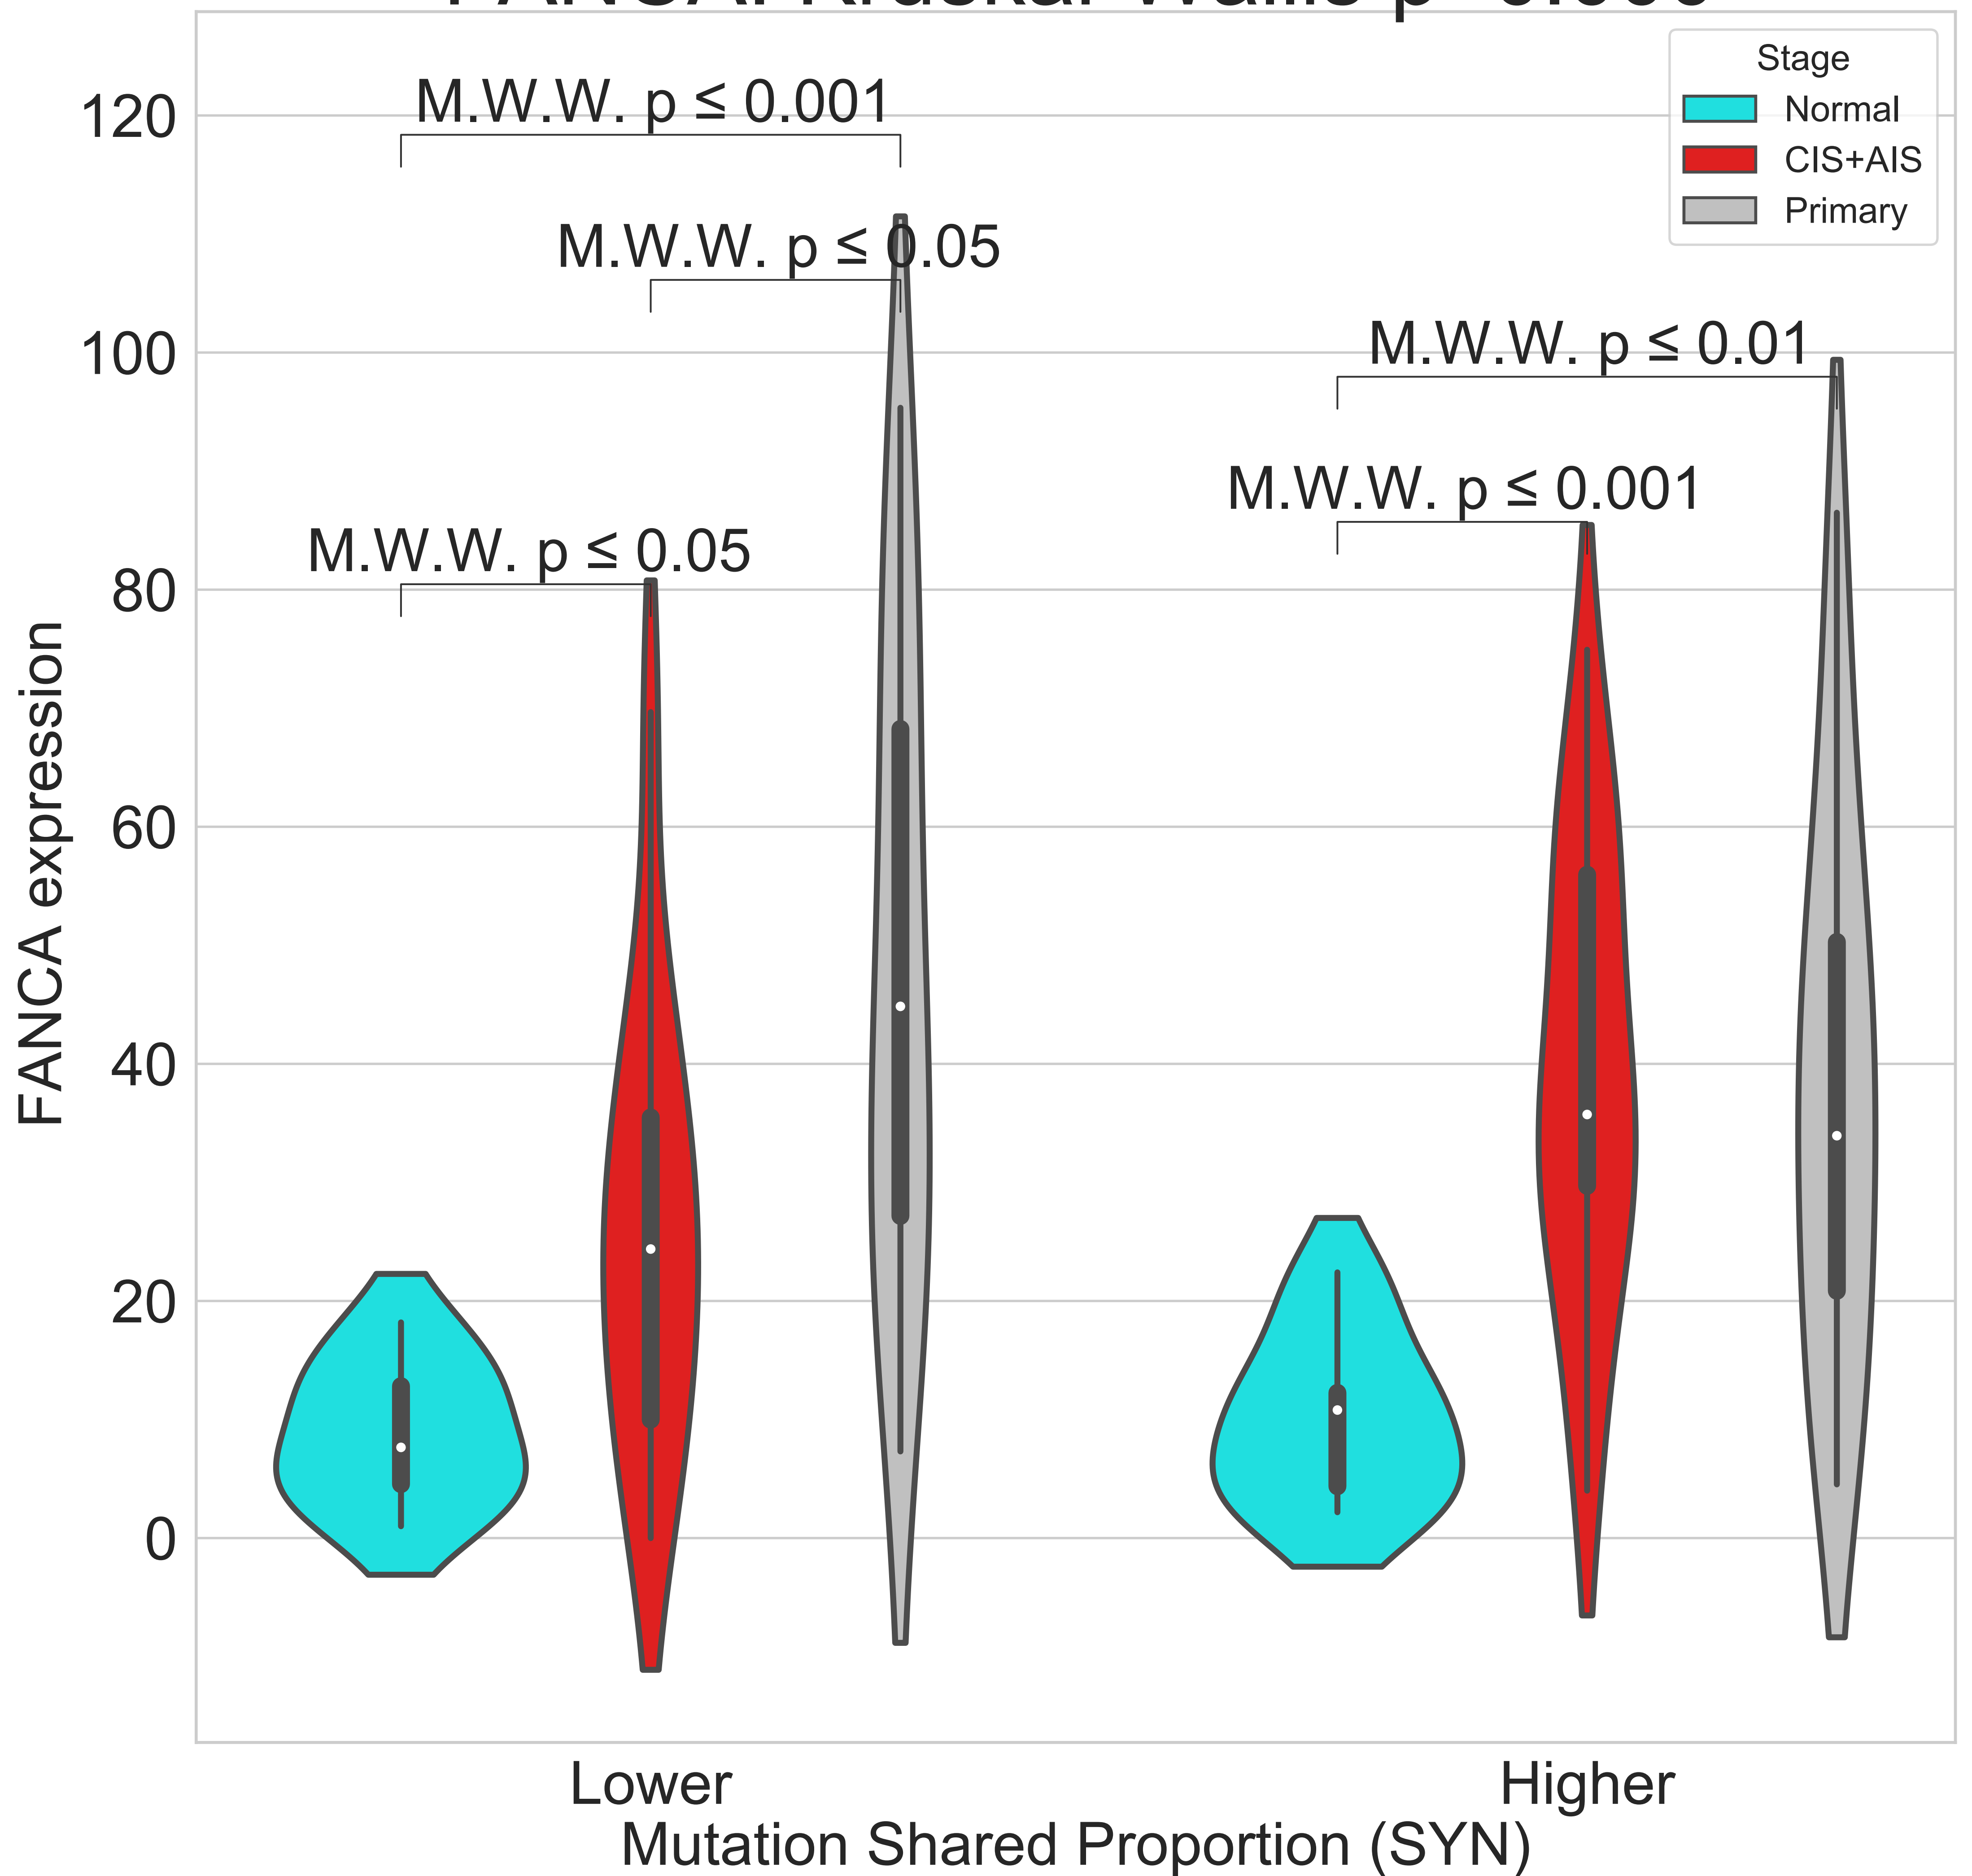 Stage
Normal
CIS+AIS
Primary
M.W.W. p ≤ 0.001
M.W.W. p ≤ 0.05
M.W.W. p ≤ 0.05
M.W.W. p ≤ 0.01
M.W.W. p ≤ 0.001
120
100
80
60
40
20
0
FANCA expression
Lower
Higher
Mutation Shared Proportion (SYN)